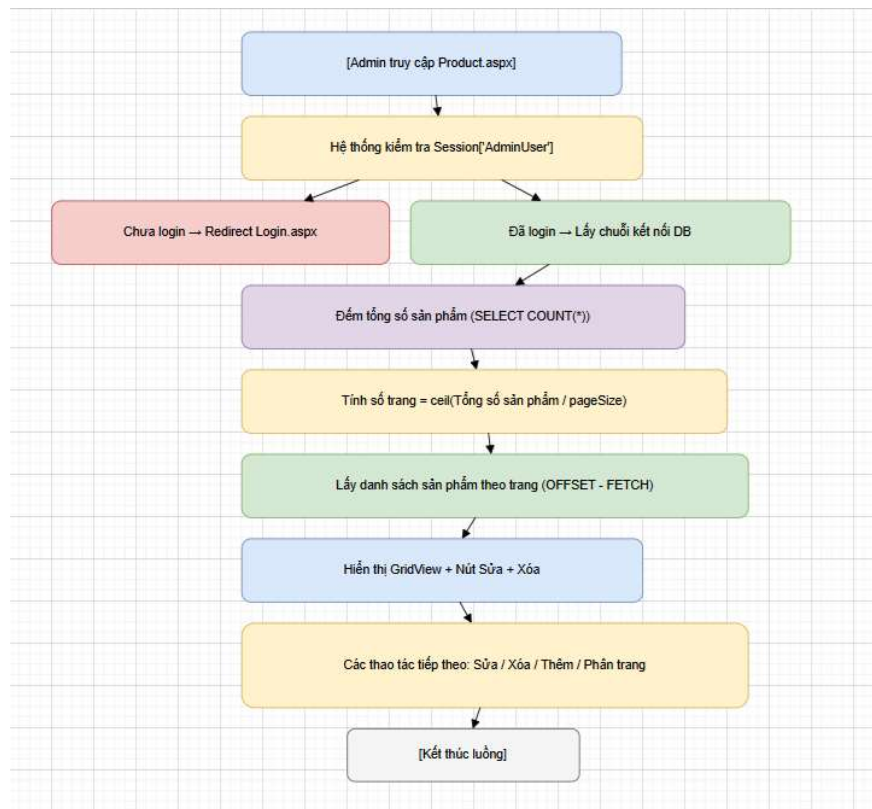 [Admin truy cập Product.aspx]
Hệ thống kiểm tra Session['AdminUser']
Chưa login → Redirect Login.aspx
Đã login → Lấy chuỗi kết nối DB
Đếm tổng số sản phẩm (SELECT COUNT(*))
Tính số trang = ceil(Tổng số sản phẩm / pageSize)
Lấy danh sách sản phẩm theo trang (OFFSET - FETCH)
Hiển thị GridView + Nút Sửa + Xóa
Các thao tác tiếp theo: Sửa / Xóa / Thêm / Phân trang
[Kết thúc luồng]